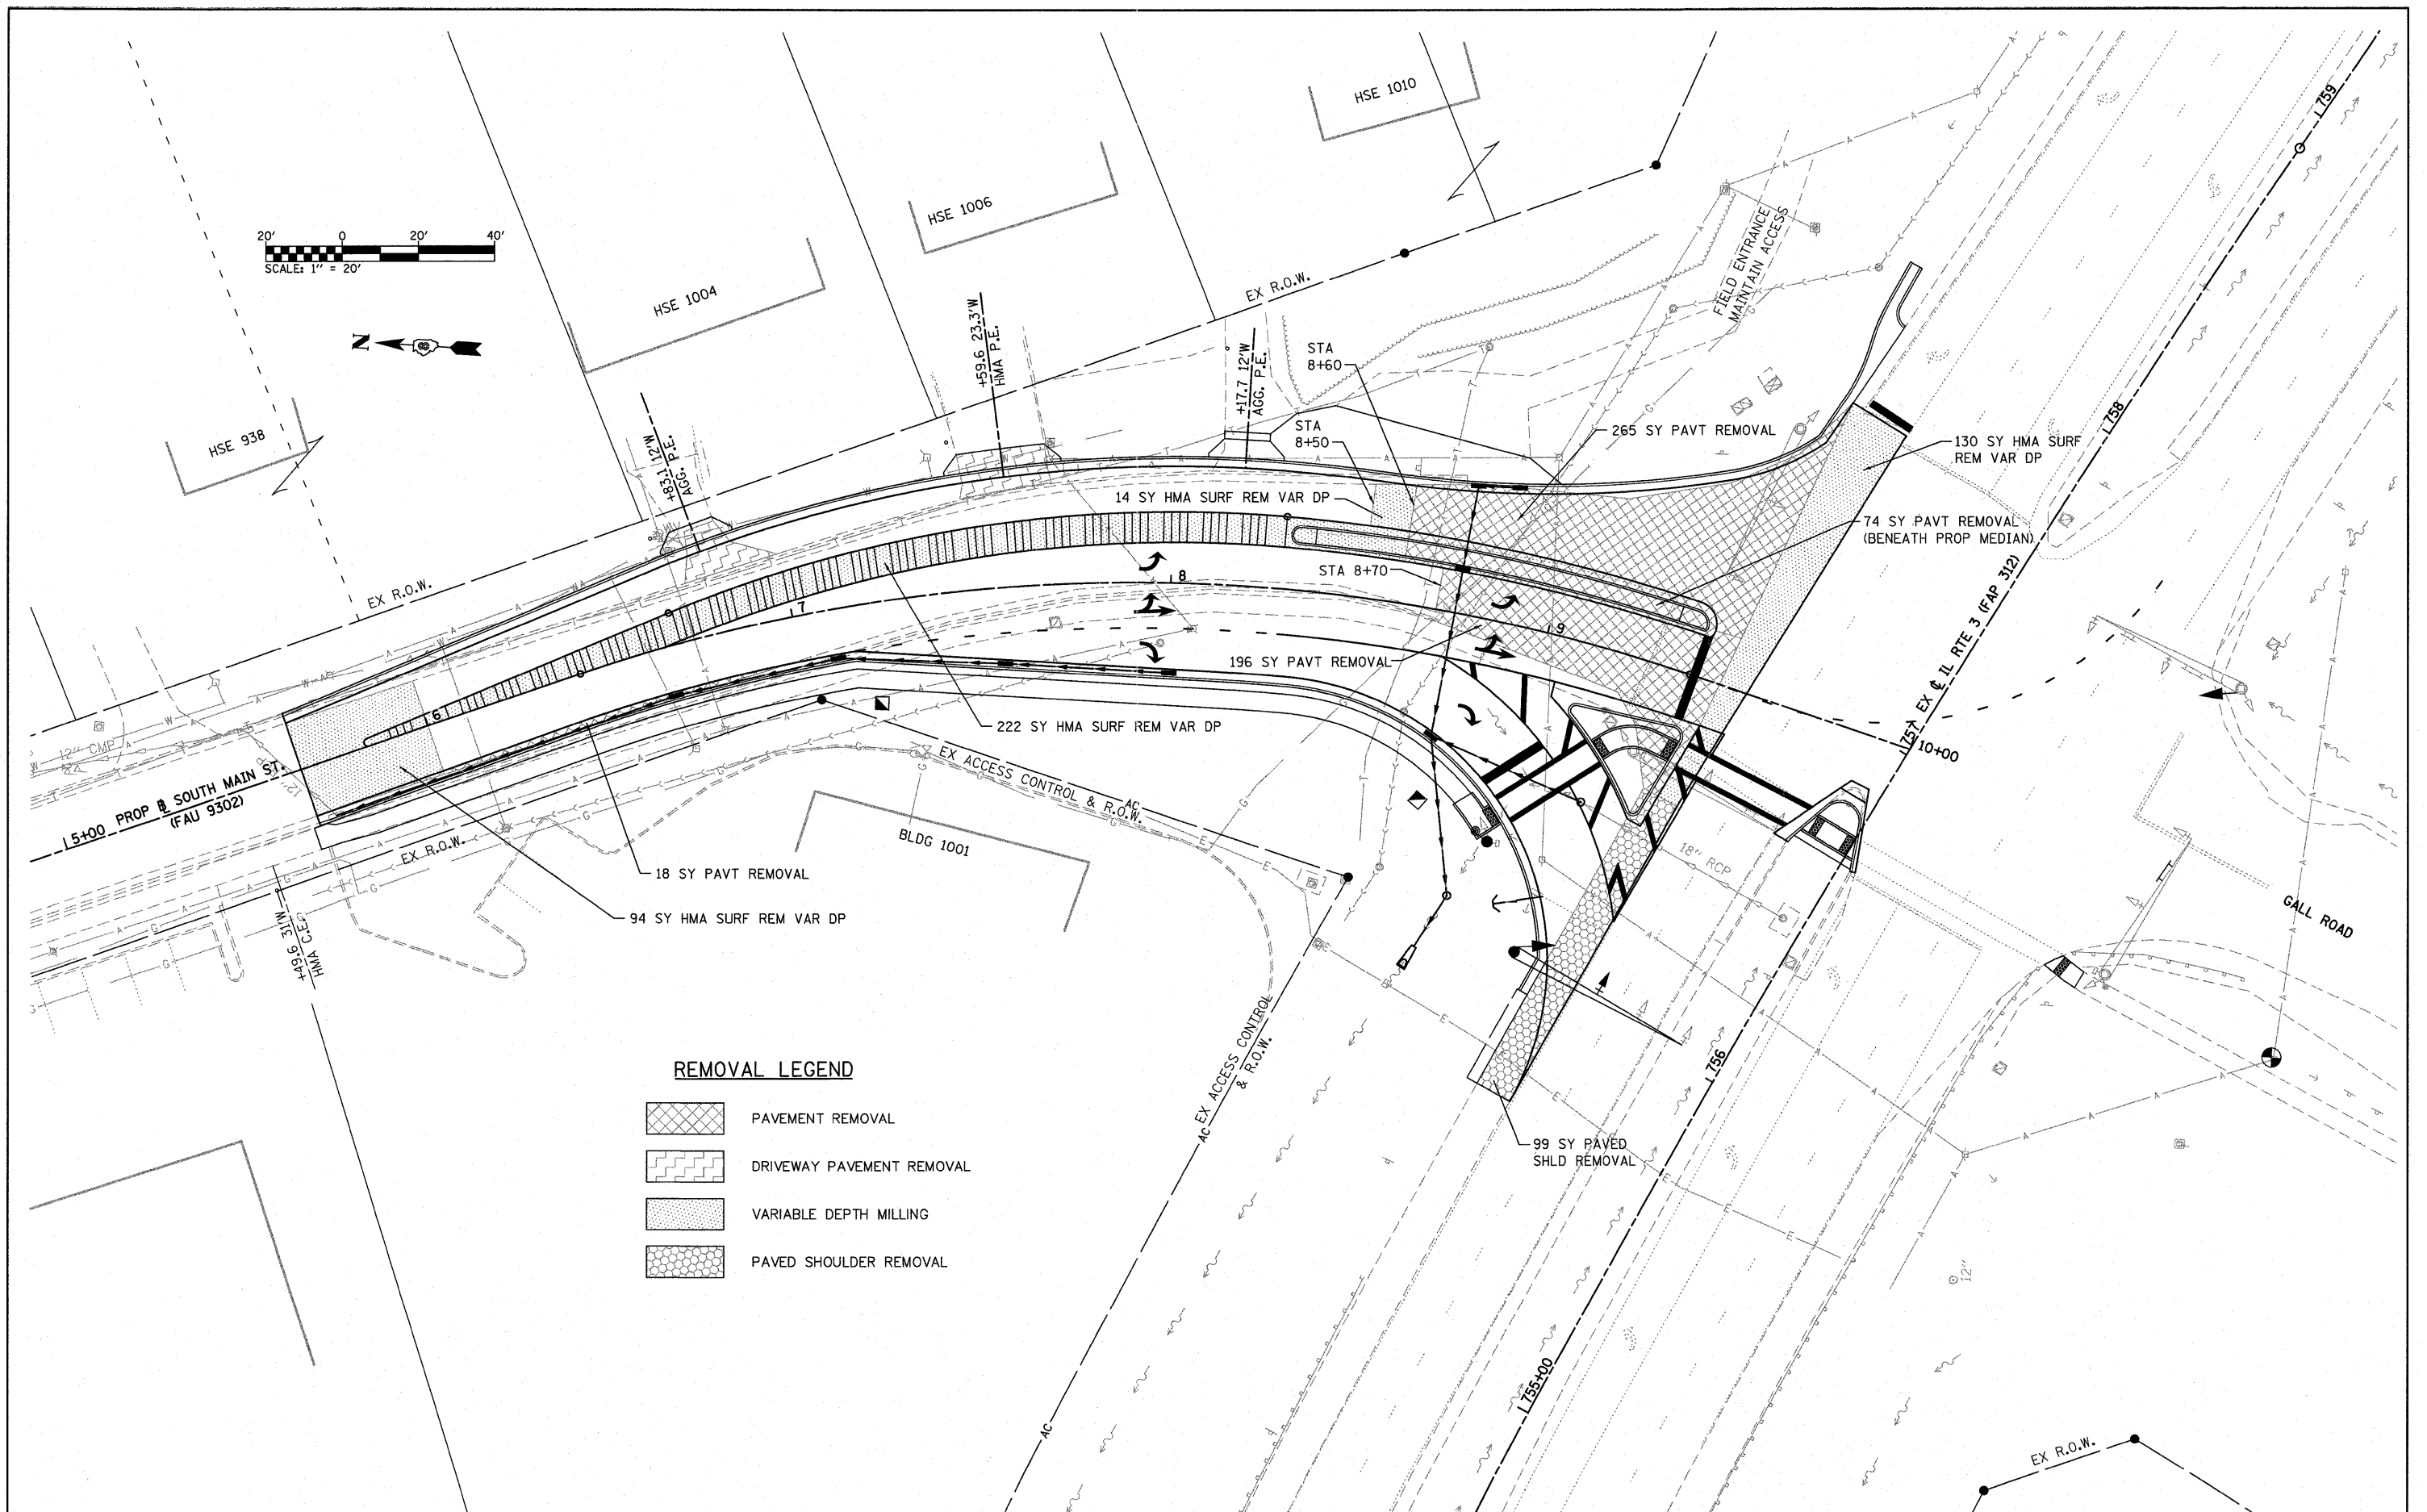 HSE 1010
759
HSE 1006
20' 0 20' 40'
SCALE: 1" = 20'
N
HSE 1004
EX R.O.W.
FIELD ENTRANCE
MAINTAIN ACCESS
+59.6 23.3'W
HMA P.E.
STA
8+60
+17.7 12'W
AGG. P.E.
758
HSE 938
STA
8+50
265 SY PAVT REMOVAL
130 SY HMA SURF
REM VAR DP
+83.1 12'W
AGG. P.E.
14 SY HMA SURF REM VAR DP
74 SY PAVT REMOVAL
(BENEATH PROP MEDIAN)
EX R.O.W.
STA 8+70
8
7
9
196 SY PAVT REMOVAL
757
EX ℄ IL RTE 3 (FAP 312)
6
222 SY HMA SURF REM VAR DP
10+00
12" CMP
5+00 PROP ℄ SOUTH MAIN ST.
(FAU 9302)
EX ACCESS CONTROL & R.O.W.
AC
BLDG 1001
EX R.O.W.
18" RCP
18 SY PAVT REMOVAL
94 SY HMA SURF REM VAR DP
GALL ROAD
+49.6 31'W
HMA C.E.
EX ACCESS CONTROL
& R.O.W.
AC
756
REMOVAL LEGEND
PAVEMENT REMOVAL
DRIVEWAY PAVEMENT REMOVAL
VARIABLE DEPTH MILLING
PAVED SHOULDER REMOVAL
99 SY PAVED
SHLD REMOVAL
12"
755+00
AC
EX R.O.W.